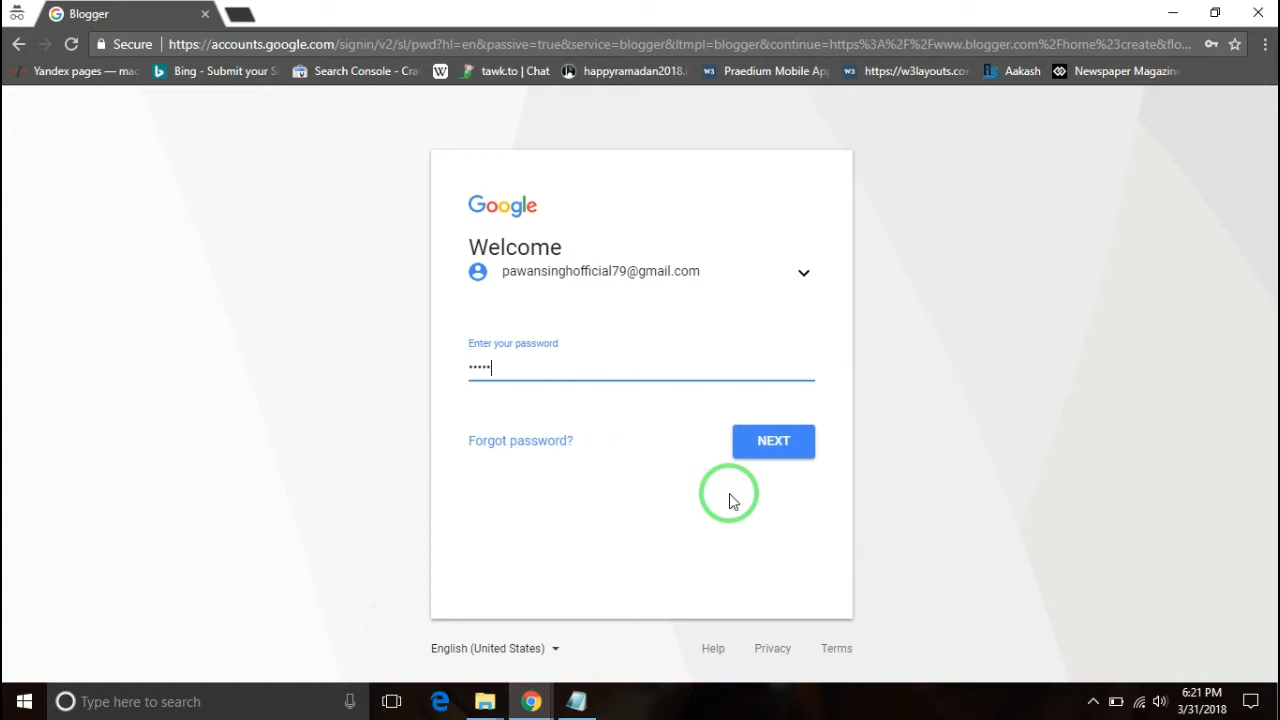 Blogger
Secure
https://accounts.google.com/signin/v2/sl/pwd?hl=en&passive=true&service=blogger&ltmpl=blogger&continue=https%3A%2F%2Fwww.blogger.com%2Fhome%23create&flo...
Yandex pages — mac
Bing - Submit your Si
Search Console - Cra
W
tawk.to | Chat
happyramadan2018.i
W3 Praedium Mobile Ap
W3 https://w3layouts.co
Aakash
Newspaper Magazin
Google
Welcome
pawansinghofficial79@gmail.com
Enter your password
•••••
Forgot password?
NEXT
English (United States)
Help
Privacy
Terms
Type here to search
6:21 PM
3/31/2018